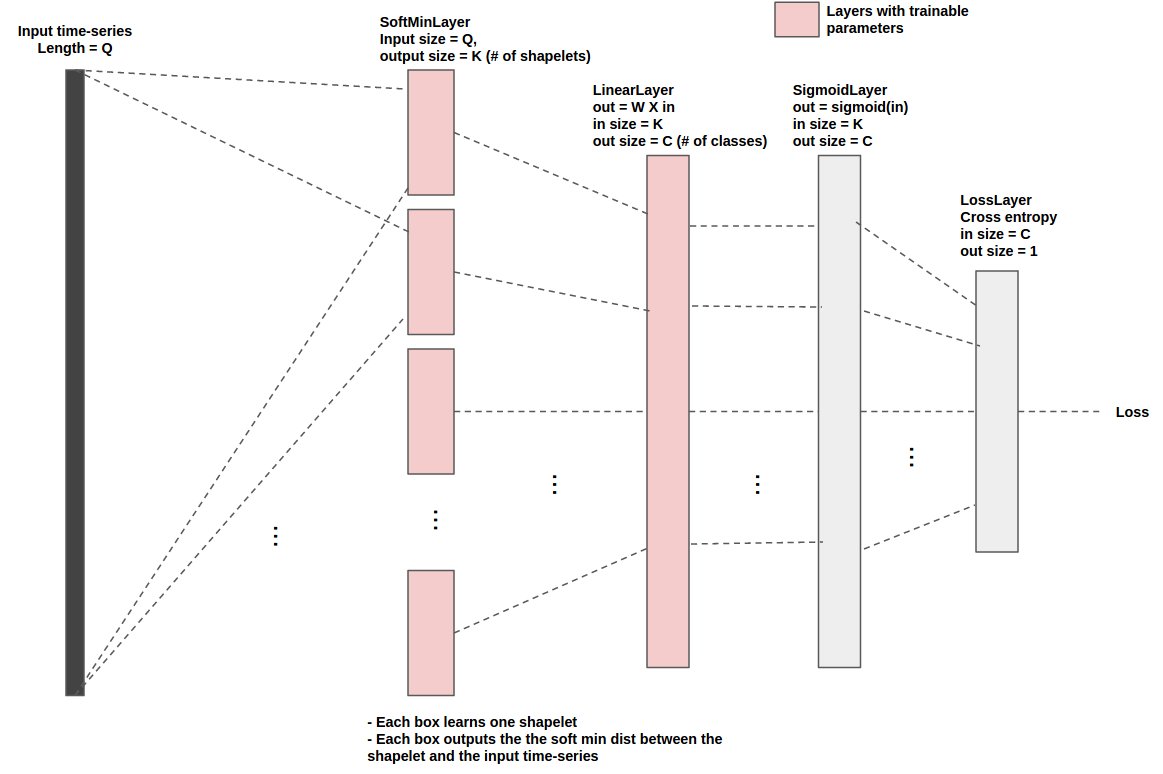 Input time-series
Length = Q
SoftMinLayer
Input size = Q,
output size = K (# of shapelets)
Layers with trainable
parameters
LinearLayer
out = W X in
in size = K
out size = C (# of classes)
SigmoidLayer
out = sigmoid(in)
in size = K
out size = C
LossLayer
Cross entropy
in size = C
out size = 1
Loss
...
...
...
...
...
- Each box learns one shapelet
- Each box outputs the the soft min dist between the
shapelet and the input time-series